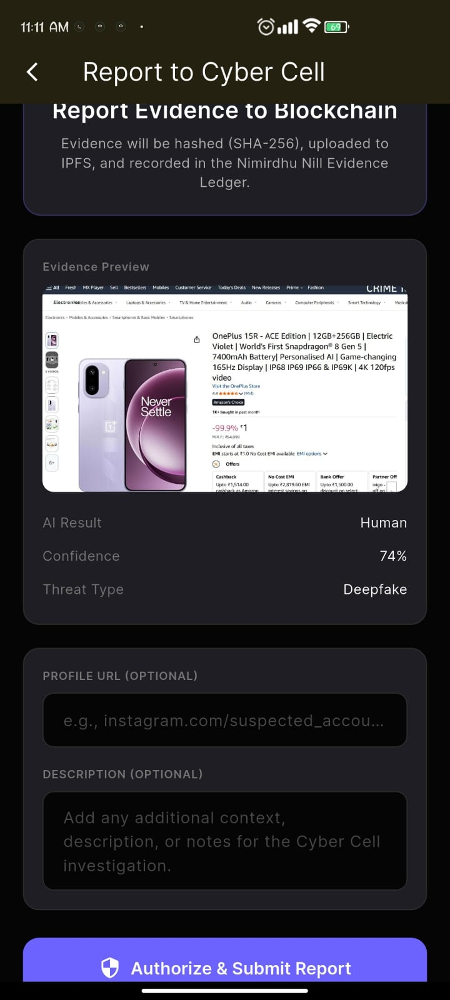 11:11 AM
69
Report to Cyber Cell
Report Evidence to Blockchain
Evidence will be hashed (SHA-256), uploaded to
IPFS, and recorded in the Nimirdhu Nill Evidence
Ledger.
Evidence Preview
All Fresh MX Player Sell Bestsellers Mobiles Customer Service Today's Deals New Releases Prime Fashion CRIME
Electronics Mobiles & Accessories Laptops & Accessories TV & Home Entertainment Audio Cameras Computer Peripherals Smart Technology Musical
Electronics › Mobiles & Accessories › Smartphones & Basic Mobiles › Smartphones
OnePlus 15R - ACE Edition | 12GB+256GB | Electric
Violet | World's First Snapdragon® 8 Gen 5 |
7400mAh Battery| Personalised AI | Game-changing
165Hz Display | IP68 IP69 IP66 & IP69K | 4K 120fps
video
Visit the OnePlus Store
4.4 (954)
Amazon's Choice
1K+ bought in past month
5 VIDEOS
Never
Settle
-99.9% ₹1
M.R.P.: ₹54,999
Inclusive of all taxes
EMI starts at ₹1.0 No Cost EMI available EMI options
6+
Offers
Cashback No Cost EMI Bank Offer Partner Off
Upto ₹1,514.00 Upto ₹2,819.60 EMI Upto ₹1,500.00 ixigo -
cashback as Amazon interest savings on discount on select off on
AI Result Human
Confidence 74%
Threat Type Deepfake
PROFILE URL (OPTIONAL)
e.g., instagram.com/suspected_accou...
DESCRIPTION (OPTIONAL)
Add any additional context,
description, or notes for the Cyber Cell
investigation.
Authorize & Submit Report